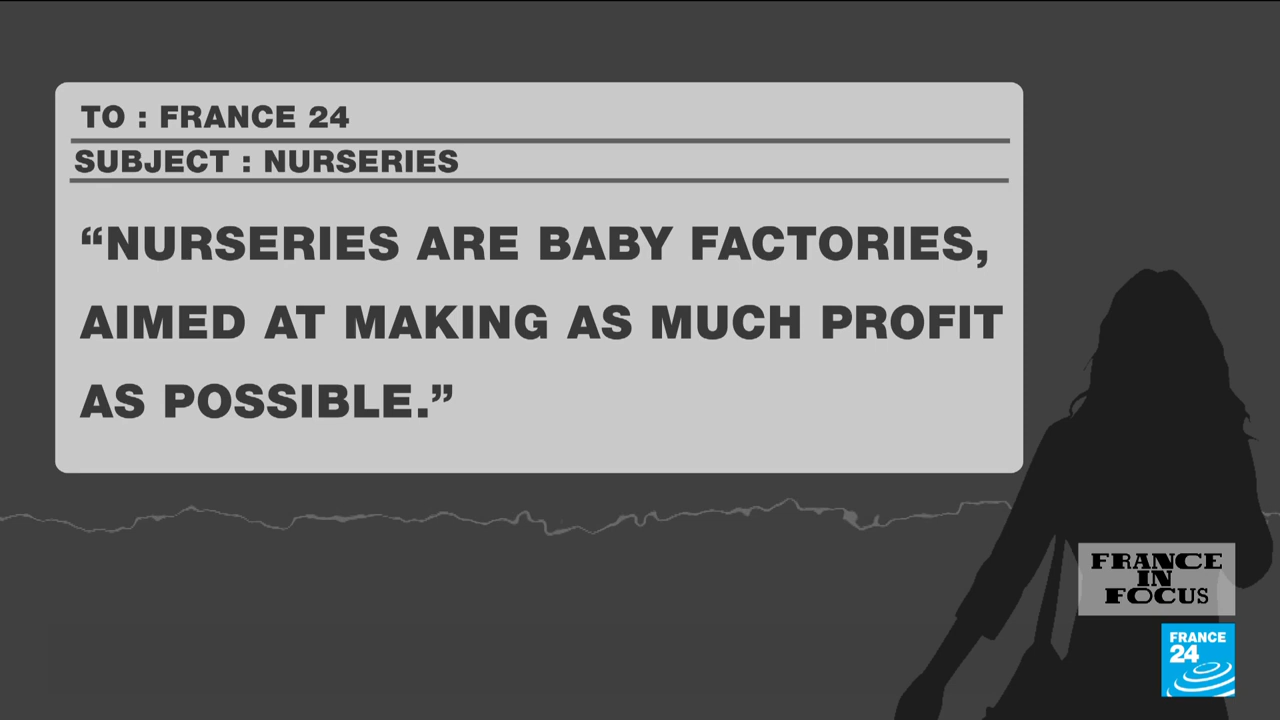 TO : FRANCE 24
SUBJECT : NURSERIES
“NURSERIES ARE BABY FACTORIES,
AIMED AT MAKING AS MUCH PROFIT
AS POSSIBLE.”
FRANCE
IN
FOCUS
FRANCE
24